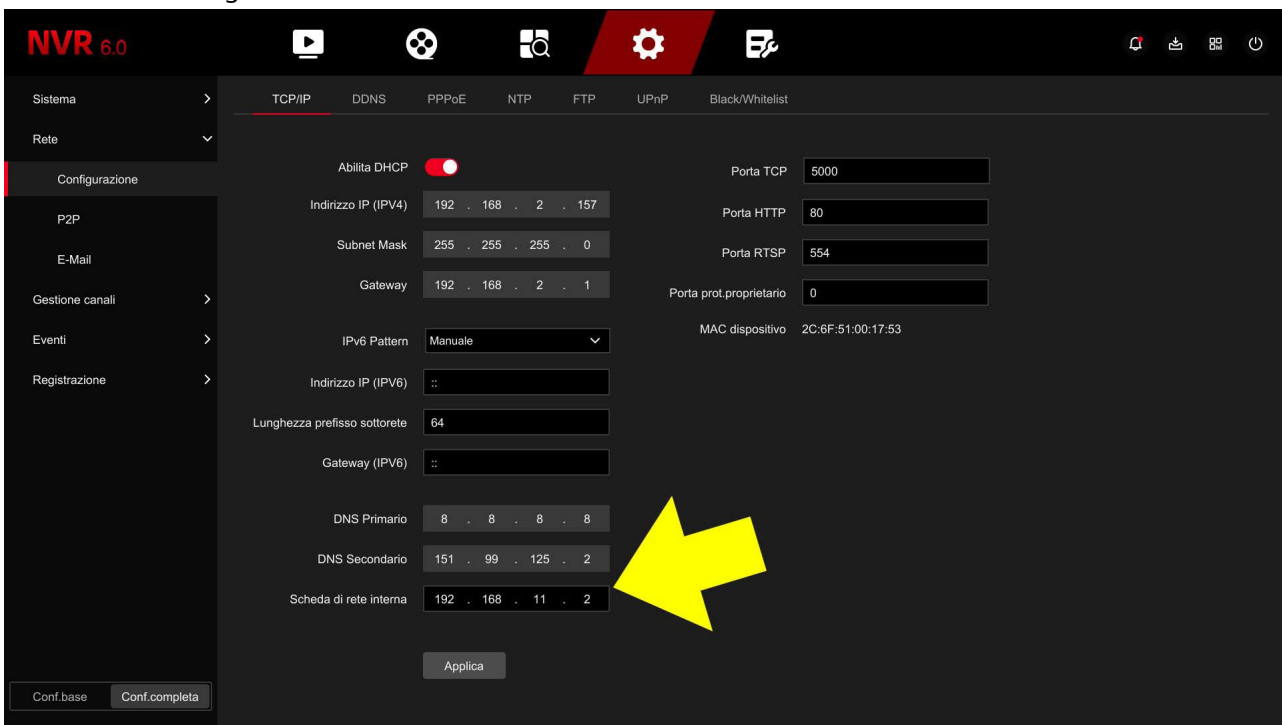 NVR 6.0
Sistema
Rete
Configurazione
P2P
E-Mail
Gestione canali
Eventi
Registrazione
Conf.base Conf.completa
TCP/IP DDNS PPPoE NTP FTP UPnP Black/Whitelist
Abilita DHCP
Indirizzo IP (IPV4) 192 . 168 . 2 . 157
Subnet Mask 255 . 255 . 255 . 0
Gateway 192 . 168 . 2 . 1
IPv6 Pattern Manuale
Indirizzo IP (IPV6) ::
Lunghezza prefisso sottorete 64
Gateway (IPV6) ::
DNS Primario 8 . 8 . 8 . 8
DNS Secondario 151 . 99 . 125 . 2
Scheda di rete interna 192 . 168 . 11 . 2
Applica
Porta TCP 5000
Porta HTTP 80
Porta RTSP 554
Porta prot.proprietario 0
MAC dispositivo 2C:6F:51:00:17:53